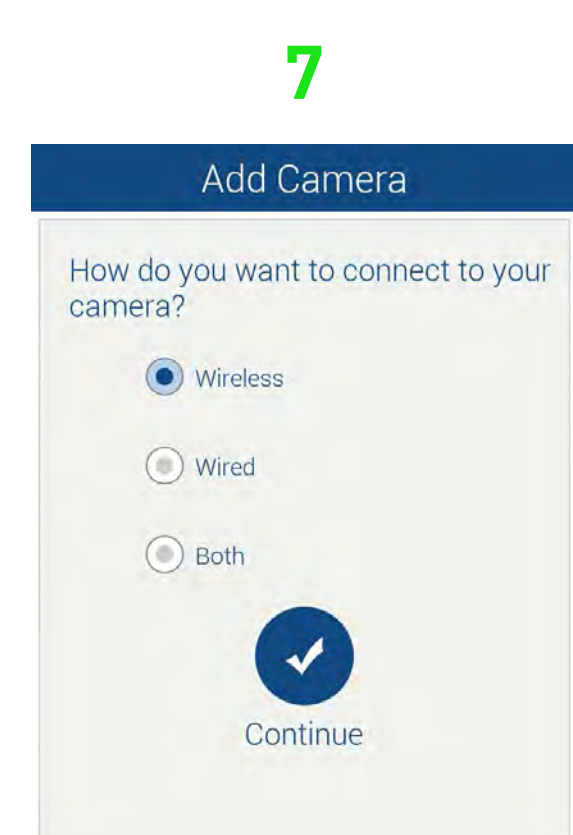 7
Add Camera
How do you want to connect to your
camera?
Wireless
Wired
Both
Continue